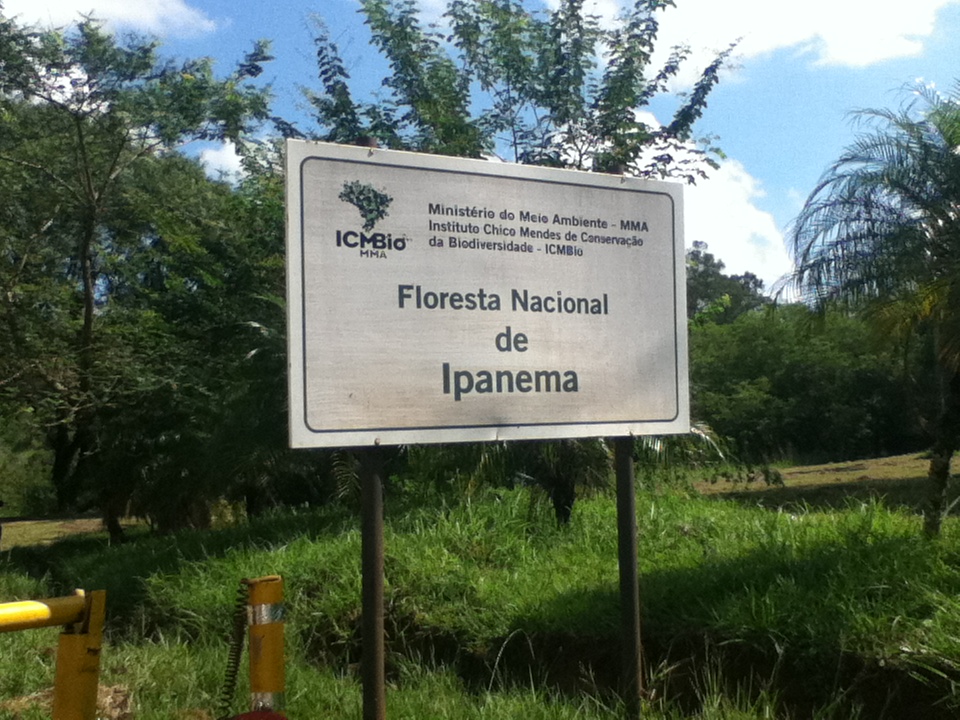 ICMBio
MMA
Ministério do Meio Ambiente - MMA
Instituto Chico Mendes de Conservação
da Biodiversidade - ICMBio
Floresta Nacional
de
Ipanema